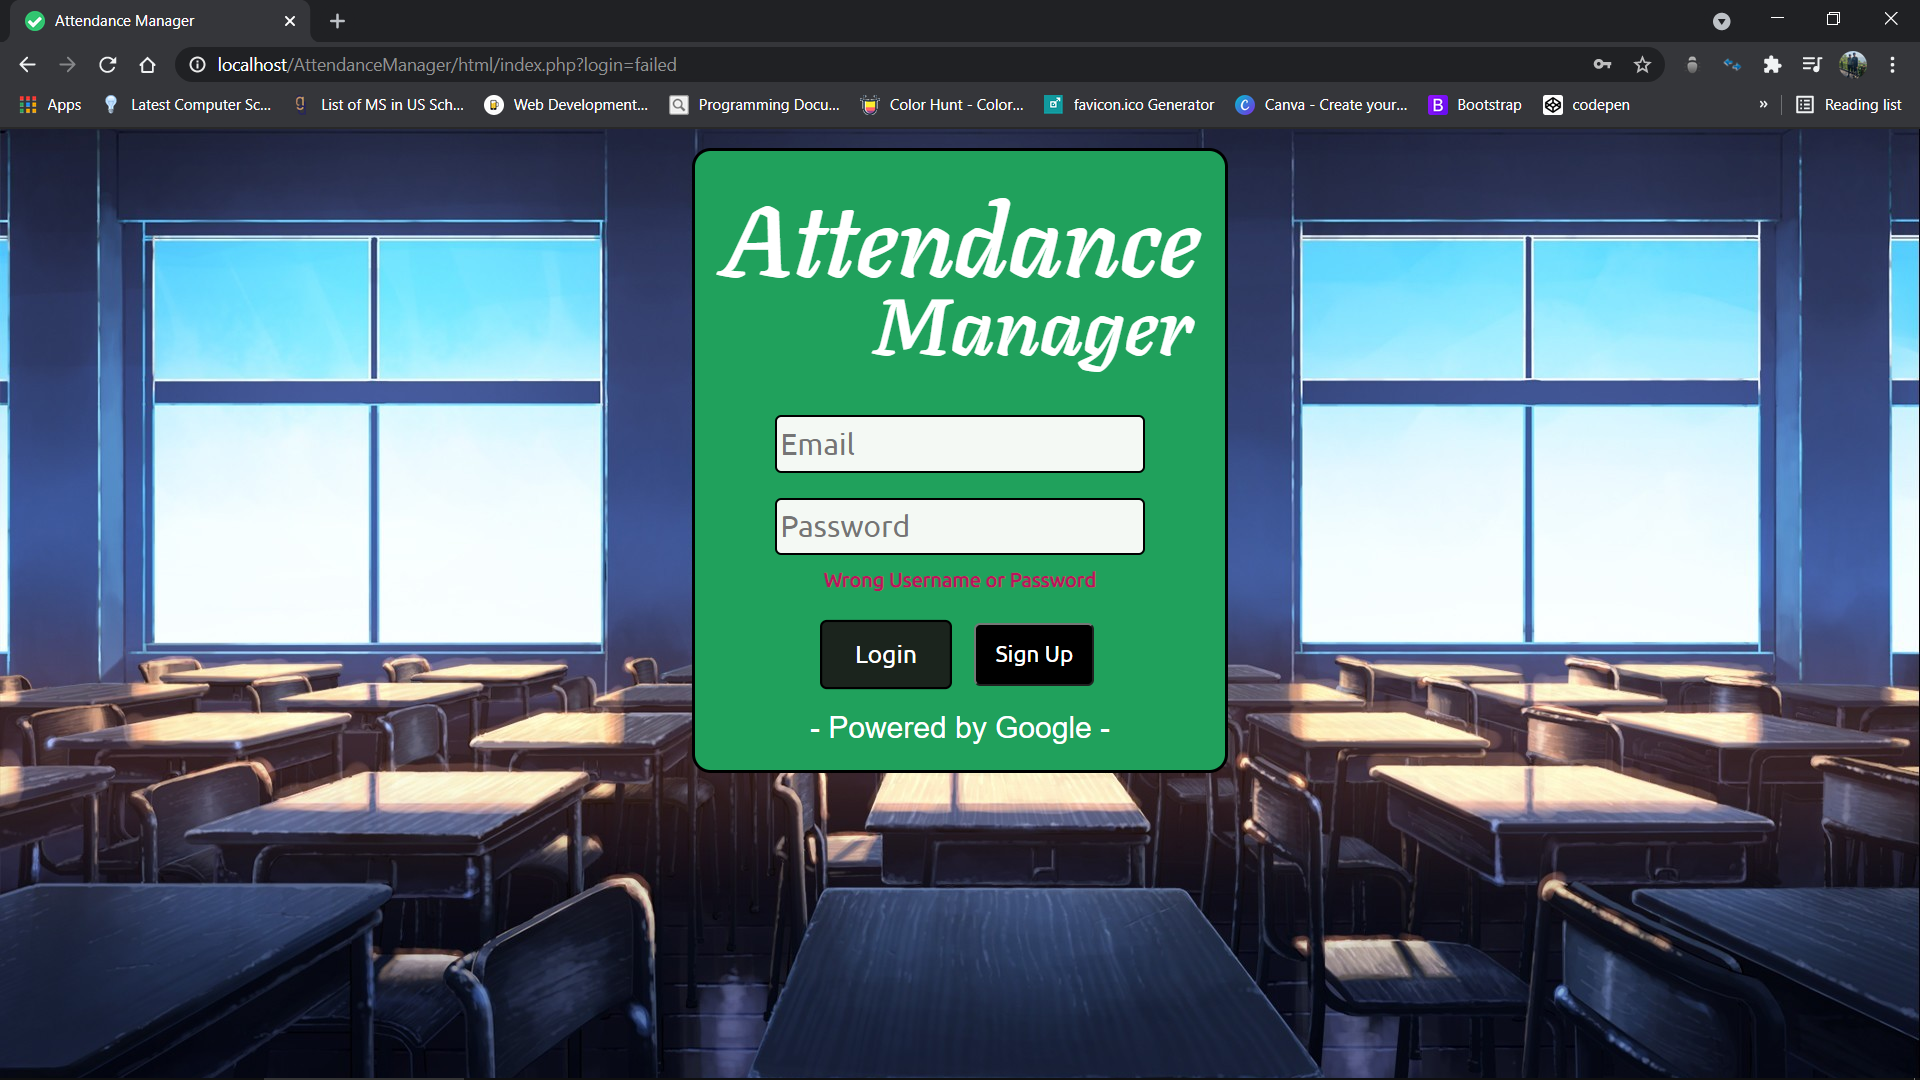 Attendance Manager
localhost/AttendanceManager/html/index.php?login=failed
Apps Latest Computer Sc... List of MS in US Sch... Web Development... Programming Docu... Color Hunt - Color... favicon.ico Generator Canva - Create your... Bootstrap codepen » Reading list
Attendance
Manager
Email
Password
Wrong Username or Password
Login Sign Up
- Powered by Google -